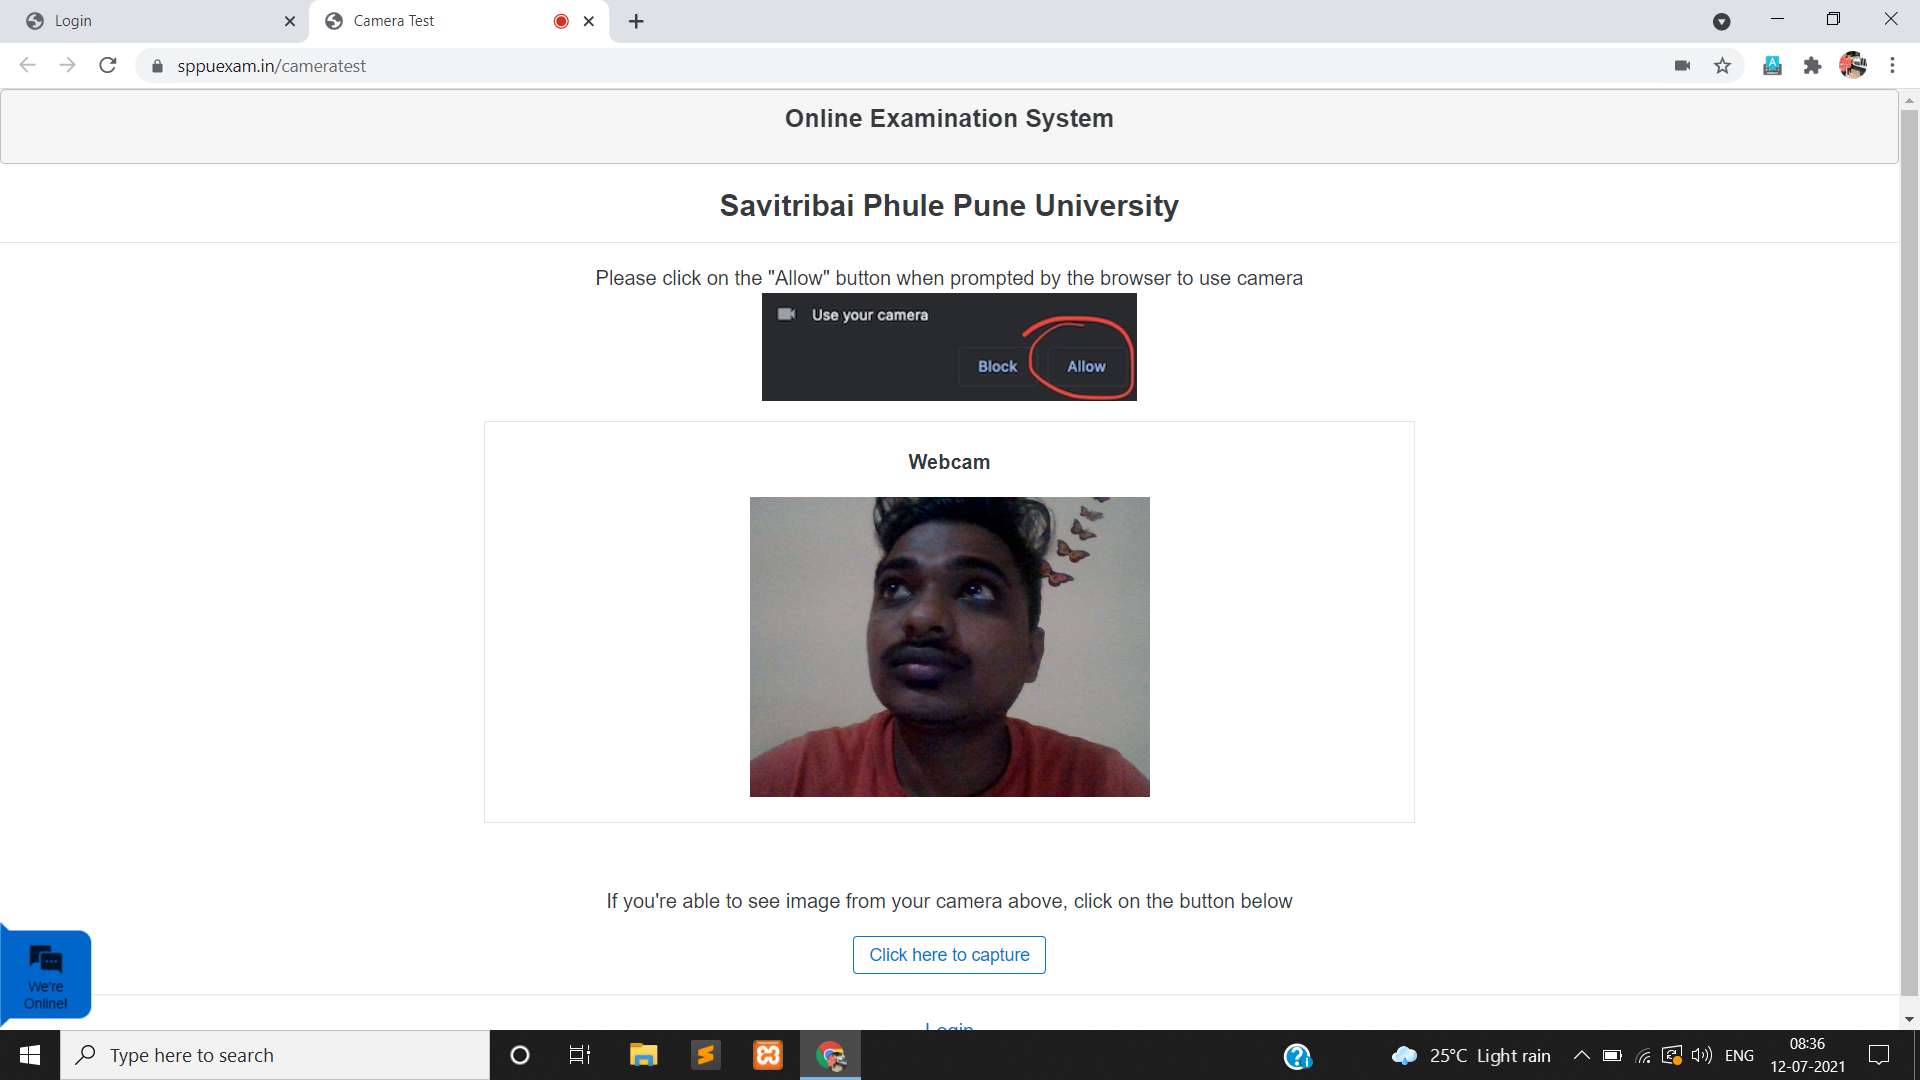 Login
Camera Test
sppuexam.in/cameratest
Online Examination System
Savitribai Phule Pune University
Please click on the "Allow" button when prompted by the browser to use camera
Use your camera
Block
Allow
Webcam
If you're able to see image from your camera above, click on the button below
Click here to capture
We're
Online!
Login
Type here to search
25°C Light rain
ENG
08:36
12-07-2021